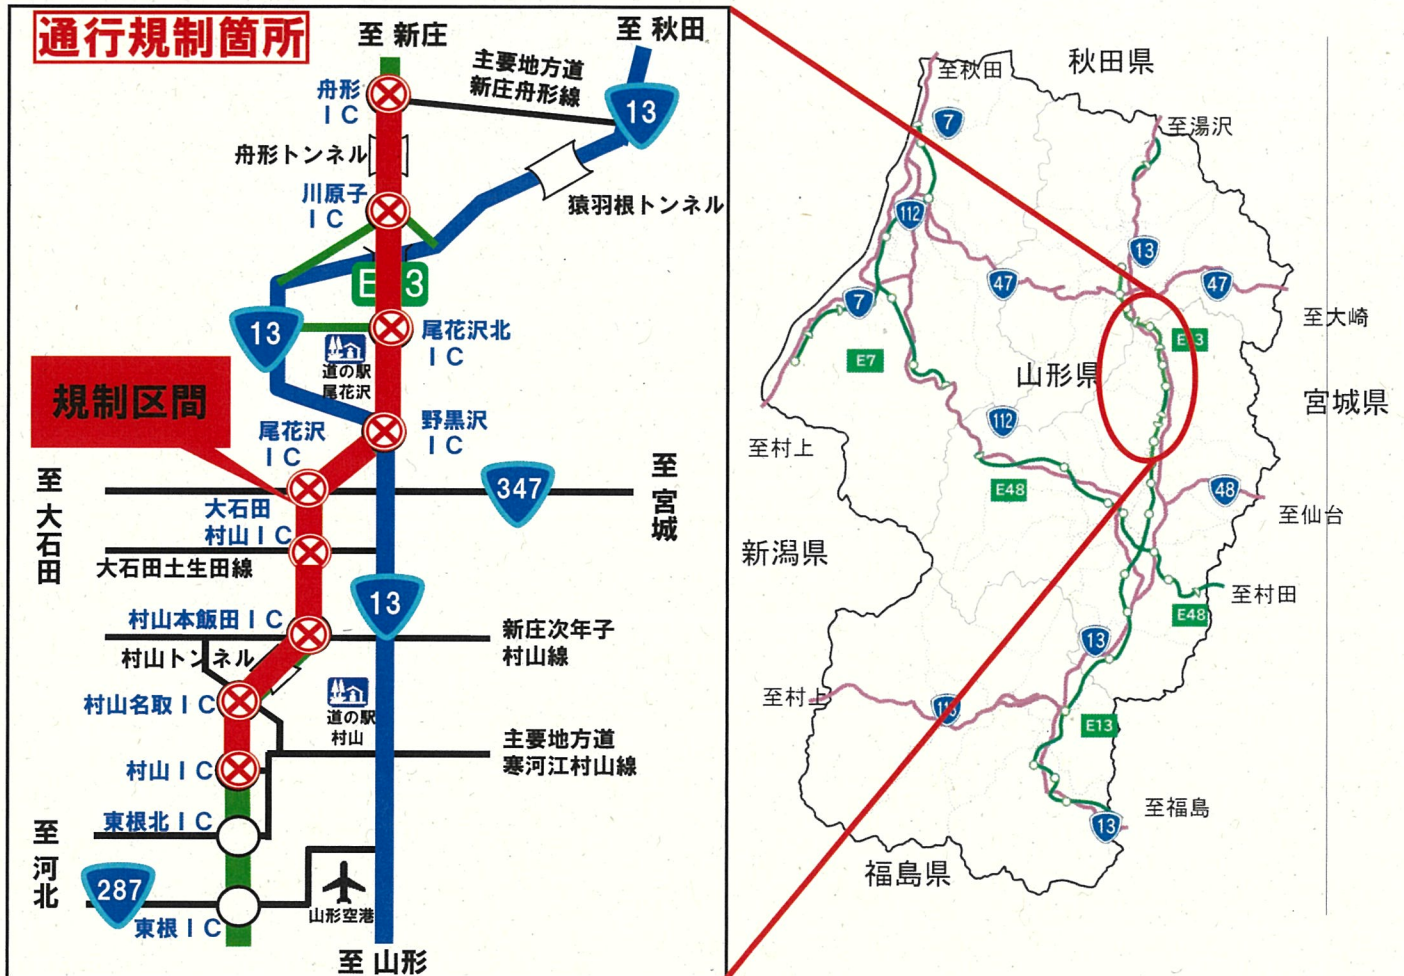 通行規制箇所
至 新庄
至 秋田
主要地方道
新庄舟形線
舟形
ＩＣ
13
舟形トンネル
川原子
ＩＣ
猿羽根トンネル
13
尾花沢北
ＩＣ
道の駅
尾花沢
規制区間
尾花沢
ＩＣ
野黒沢
ＩＣ
至 大石田
347
至 宮城
大石田
村山ＩＣ
大石田土生田線
13
村山本飯田ＩＣ
新庄次年子
村山線
村山トンネル
村山名取ＩＣ
道の駅
村山
主要地方道
寒河江村山線
村山ＩＣ
東根北ＩＣ
至 河北
287
東根ＩＣ
山形空港
至 山形
至秋田
秋田県
7
至湯沢
112
13
47
47
7
至大崎
E7
山形県
宮城県
112
至村上
E48
48
至仙台
新潟県
至村田
E48
13
至村上
E13
至福島
13
福島県